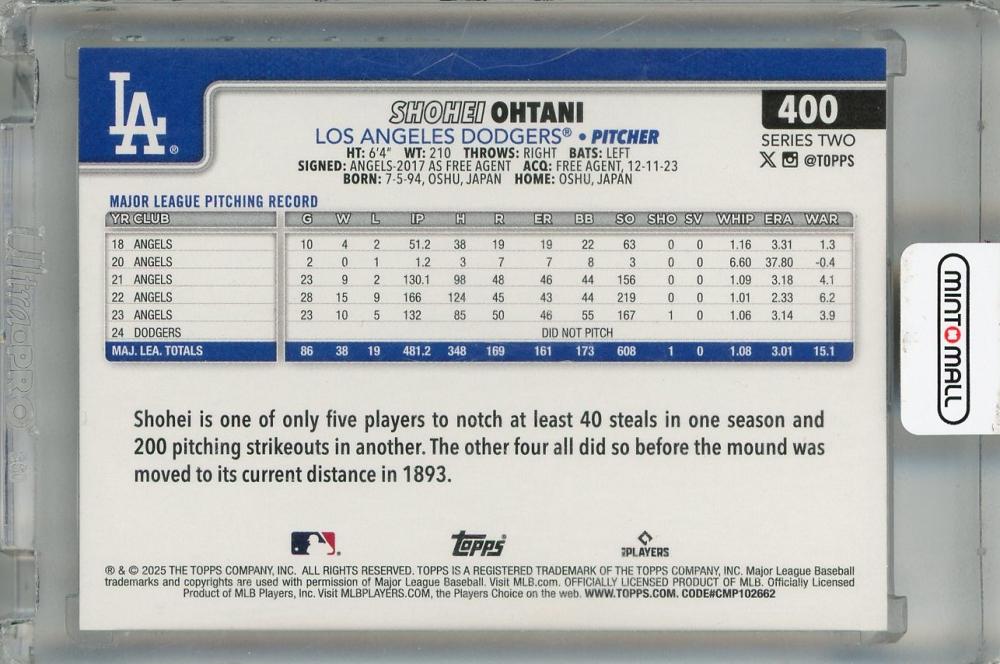 LA®
SHOHEI OHTANI
400
LOS ANGELES DODGERS® • PITCHER
SERIES TWO
HT: 6'4" WT: 210 THROWS: RIGHT BATS: LEFT
X @TOPPS
SIGNED: ANGELS-2017 AS FREE AGENT ACQ: FREE AGENT, 12-11-23
BORN: 7-5-94, OSHU, JAPAN HOME: OSHU, JAPAN
MAJOR LEAGUE PITCHING RECORD
YR CLUB G W L IP H R ER BB SO SHO SV WHIP ERA WAR
18 ANGELS 10 4 2 51.2 38 19 19 22 63 0 0 1.16 3.31 1.3
20 ANGELS 2 0 1 1.2 3 7 7 8 3 0 0 6.60 37.80 -0.4
21 ANGELS 23 9 2 130.1 98 48 46 44 156 0 0 1.09 3.18 4.1
22 ANGELS 28 15 9 166 124 45 43 44 219 0 0 1.01 2.33 6.2
23 ANGELS 23 10 5 132 85 50 46 55 167 1 0 1.06 3.14 3.9
24 DODGERS DID NOT PITCH
MAJ. LEA. TOTALS 86 38 19 481.2 348 169 161 173 608 1 0 1.08 3.01 15.1
Shohei is one of only five players to notch at least 40 steals in one season and
200 pitching strikeouts in another. The other four all did so before the mound was
moved to its current distance in 1893.
Topps
MLB PLAYERS
® & © 2025 THE TOPPS COMPANY, INC. ALL RIGHTS RESERVED. TOPPS IS A REGISTERED TRADEMARK OF THE TOPPS COMPANY, INC. Major League Baseball
trademarks and copyrights are used with permission of Major League Baseball. Visit MLB.com. OFFICIALLY LICENSED PRODUCT OF MLB. Officially Licensed
Product of MLB Players, Inc. Visit MLBPLAYERS.COM, the Players Choice on the web. WWW.TOPPS.COM. CODE#CMP102662
Ultra PRO
MINTOMALL